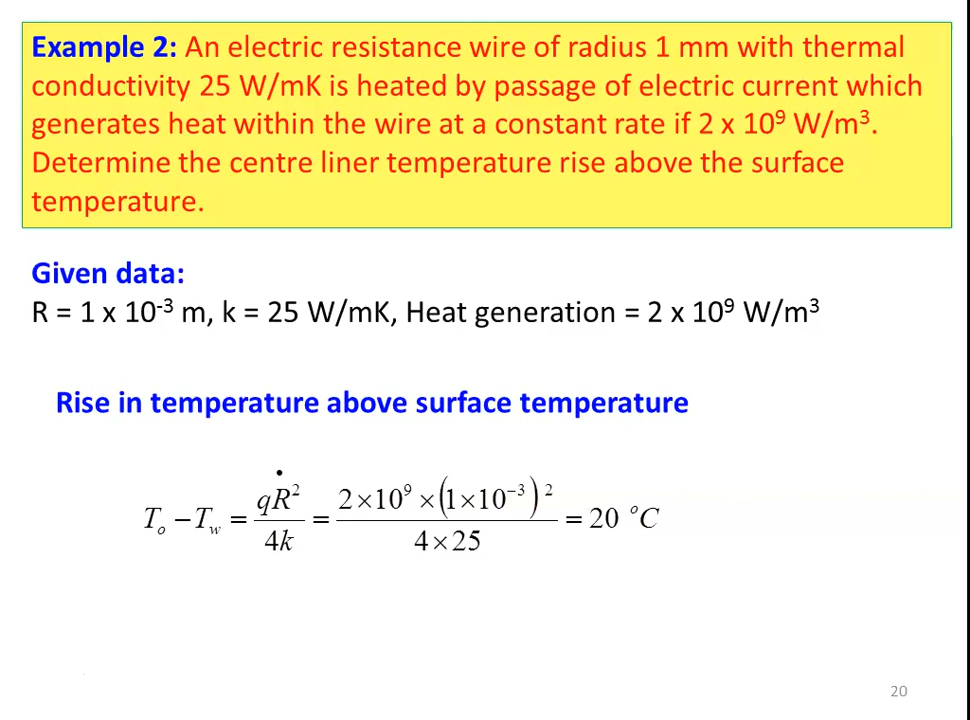 Example 2: An electric resistance wire of radius 1 mm with thermal
conductivity 25 W/mK is heated by passage of electric current which
generates heat within the wire at a constant rate if 2 x 10⁹ W/m³.
Determine the centre liner temperature rise above the surface
temperature.
Given data:
R = 1 x 10⁻³ m, k = 25 W/mK, Heat generation = 2 x 10⁹ W/m³
Rise in temperature above surface temperature
Tₒ − T_w = qṘ² / 4k = 2×10⁹ × (1×10⁻³)² / 4×25 = 20 °C
20